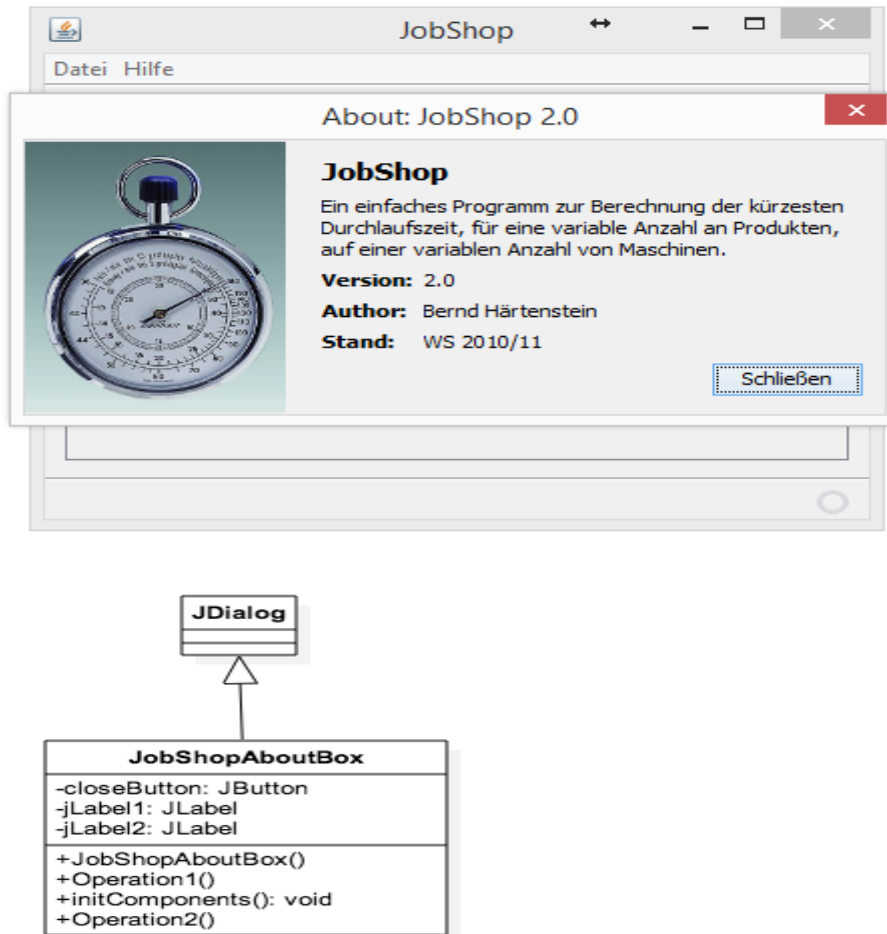 JobShop
Datei Hilfe
About: JobShop 2.0
JobShop
Ein einfaches Programm zur Berechnung der kürzesten
Durchlaufszeit, für eine variable Anzahl an Produkten,
auf einer variablen Anzahl von Maschinen.
Version: 2.0
Author: Bernd Härtenstein
Stand: WS 2010/11
Schließen
JDialog
JobShopAboutBox
-closeButton: JButton
-jLabel1: JLabel
-jLabel2: JLabel
+JobShopAboutBox()
+Operation1()
+initComponents(): void
+Operation2()